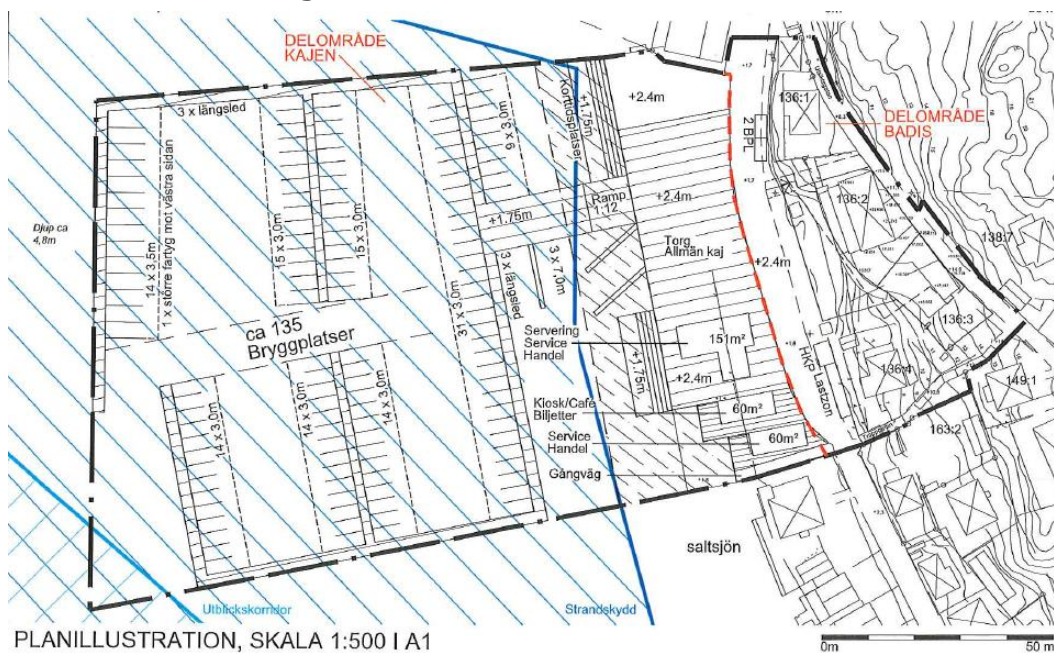 DELOMRÅDE
KAJEN
3 x längsled
Korttidsplatser
+1.75m
+2.4m
136:1
2 BPL
DELOMRÅDE
BADIS
9 x 3.0m
Ramp
1:12
+1.75m
+2.4m
136:2
138:7
Djup ca
4,8m
14 x 3,5m
1 x större fartyg mot västra sidan
15 x 3,0m
15 x 3.0m
3 x längsled
3 x 7.0m
Torg
Allmän kaj
+2.4m
ca 135
Bryggplatser
31 x 3.0m
Servering
Service
Handel
151m²
+1.75m
+2.4m
HKP Lastzon
136:3
136:4
149:1
14 x 3,0m
14 x 3,0m
14 x 3.0m
Kiosk/Café
Biljetter
60m²
163:2
Service
Handel
60m²
Gångväg
saltsjön
Utblickskorridor
Strandskydd
PLANILLUSTRATION, SKALA 1:500 I A1
0m
50 m